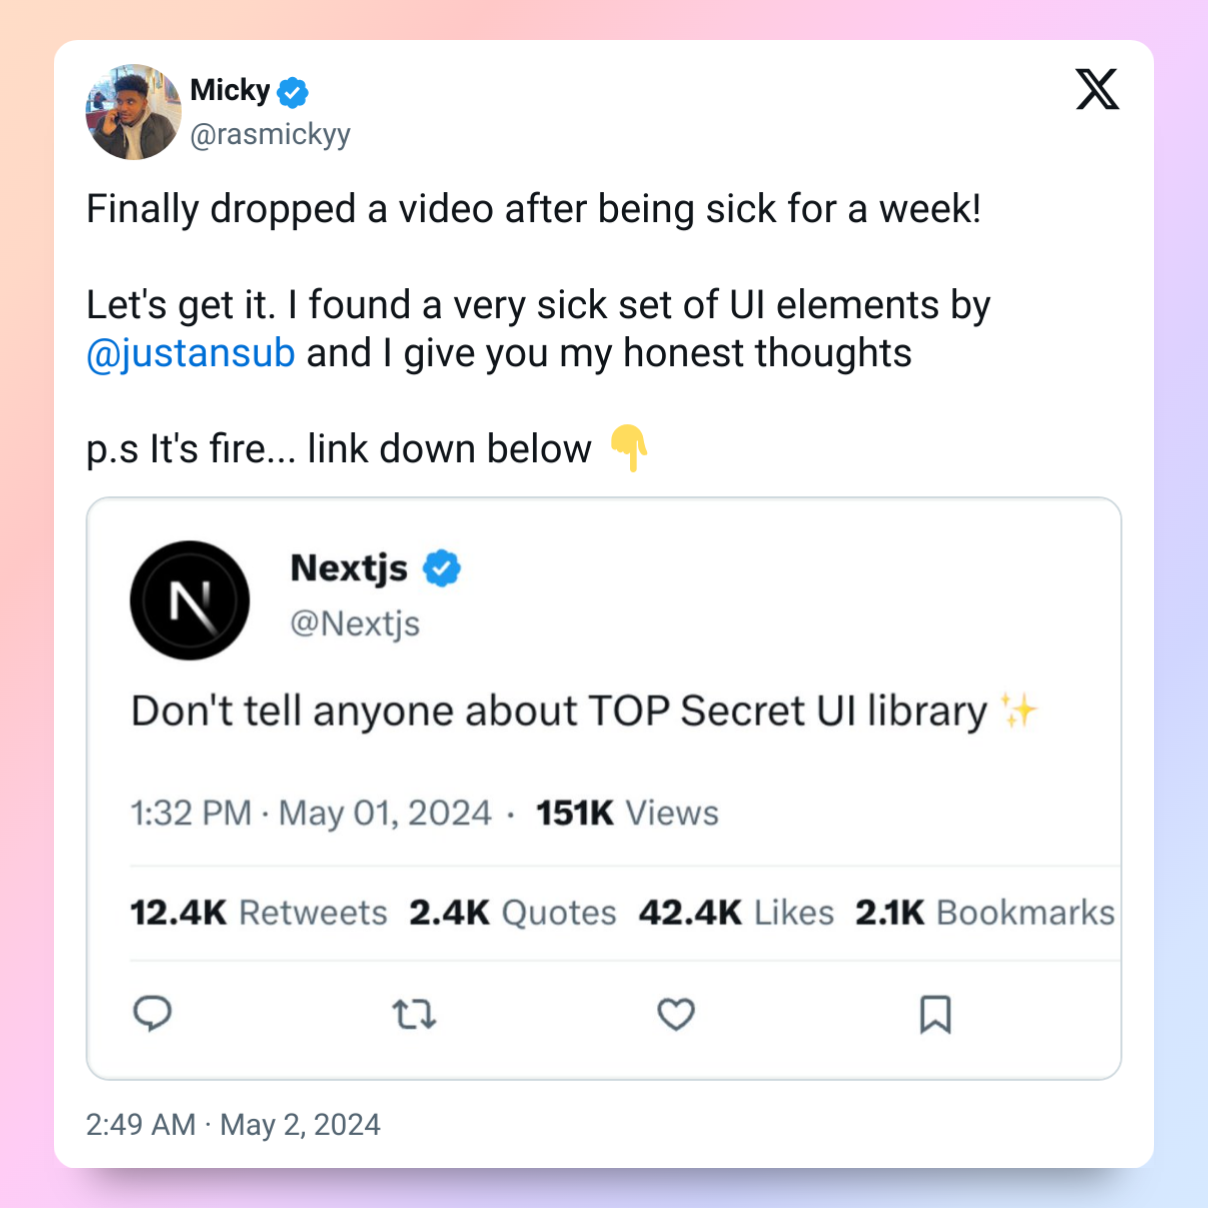 Micky
@rasmickyy
Finally dropped a video after being sick for a week!
Let's get it. I found a very sick set of UI elements by
@justansub and I give you my honest thoughts
p.s It's fire... link down below 👇
Nextjs
@Nextjs
Don't tell anyone about TOP Secret UI library ✨
1:32 PM · May 01, 2024 · 151K Views
12.4K Retweets 2.4K Quotes 42.4K Likes 2.1K Bookmarks
2:49 AM · May 2, 2024